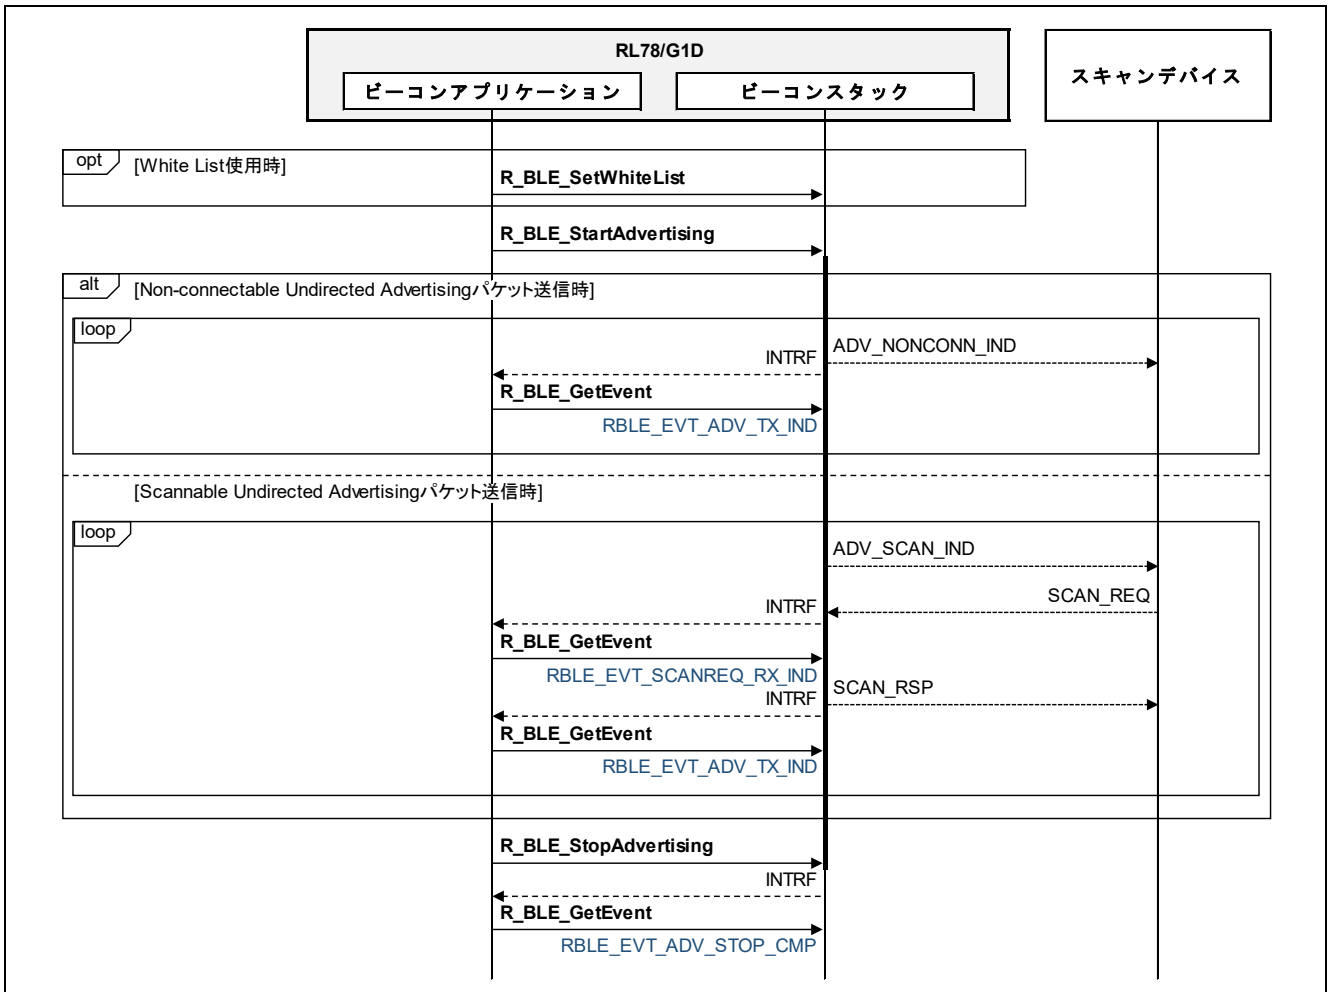 RL78/G1D
ビーコンアプリケーション
ビーコンスタック
スキャンデバイス
opt
[White List使用時]
R_BLE_SetWhiteList
R_BLE_StartAdvertising
alt
[Non-connectable Undirected Advertisingパケット送信時]
loop
ADV_NONCONN_IND
INTRF
R_BLE_GetEvent
RBLE_EVT_ADV_TX_IND
[Scannable Undirected Advertisingパケット送信時]
loop
ADV_SCAN_IND
SCAN_REQ
INTRF
R_BLE_GetEvent
RBLE_EVT_SCANREQ_RX_IND
SCAN_RSP
INTRF
R_BLE_GetEvent
RBLE_EVT_ADV_TX_IND
R_BLE_StopAdvertising
INTRF
R_BLE_GetEvent
RBLE_EVT_ADV_STOP_CMP